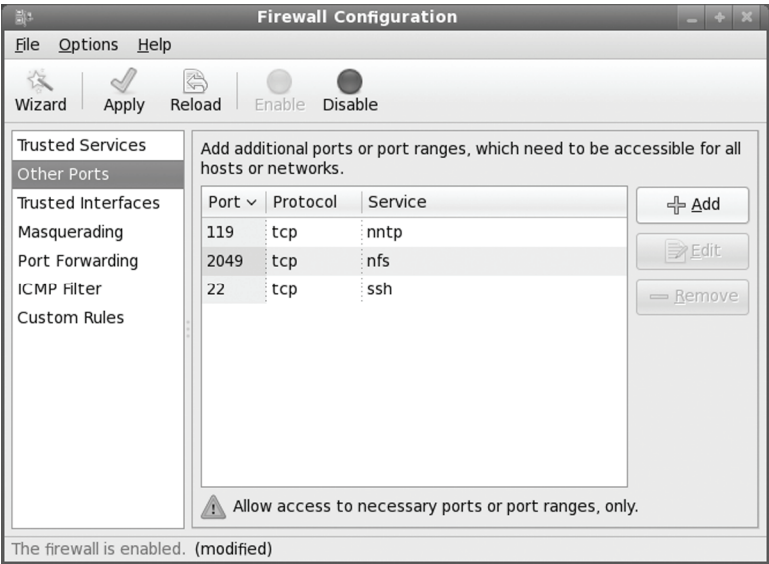 Firewall Configuration
File Options Help
Wizard Apply Reload Enable Disable
Trusted Services
Other Ports
Trusted Interfaces
Masquerading
Port Forwarding
ICMP Filter
Custom Rules
Add additional ports or port ranges, which need to be accessible for all
hosts or networks.
Port Protocol Service
119 tcp nntp
2049 tcp nfs
22 tcp ssh
Add
Edit
Remove
Allow access to necessary ports or port ranges, only.
The firewall is enabled. (modified)